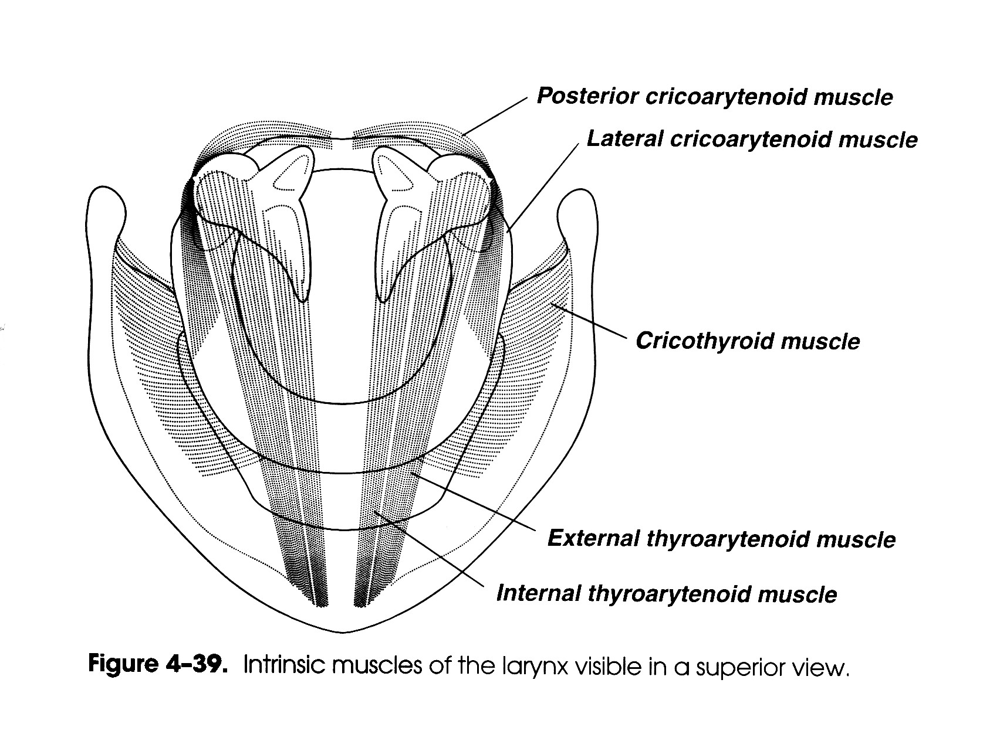 Posterior cricoarytenoid muscle
Lateral cricoarytenoid muscle
Cricothyroid muscle
External thyroarytenoid muscle
Internal thyroarytenoid muscle
Figure 4–39. Intrinsic muscles of the larynx visible in a superior view.